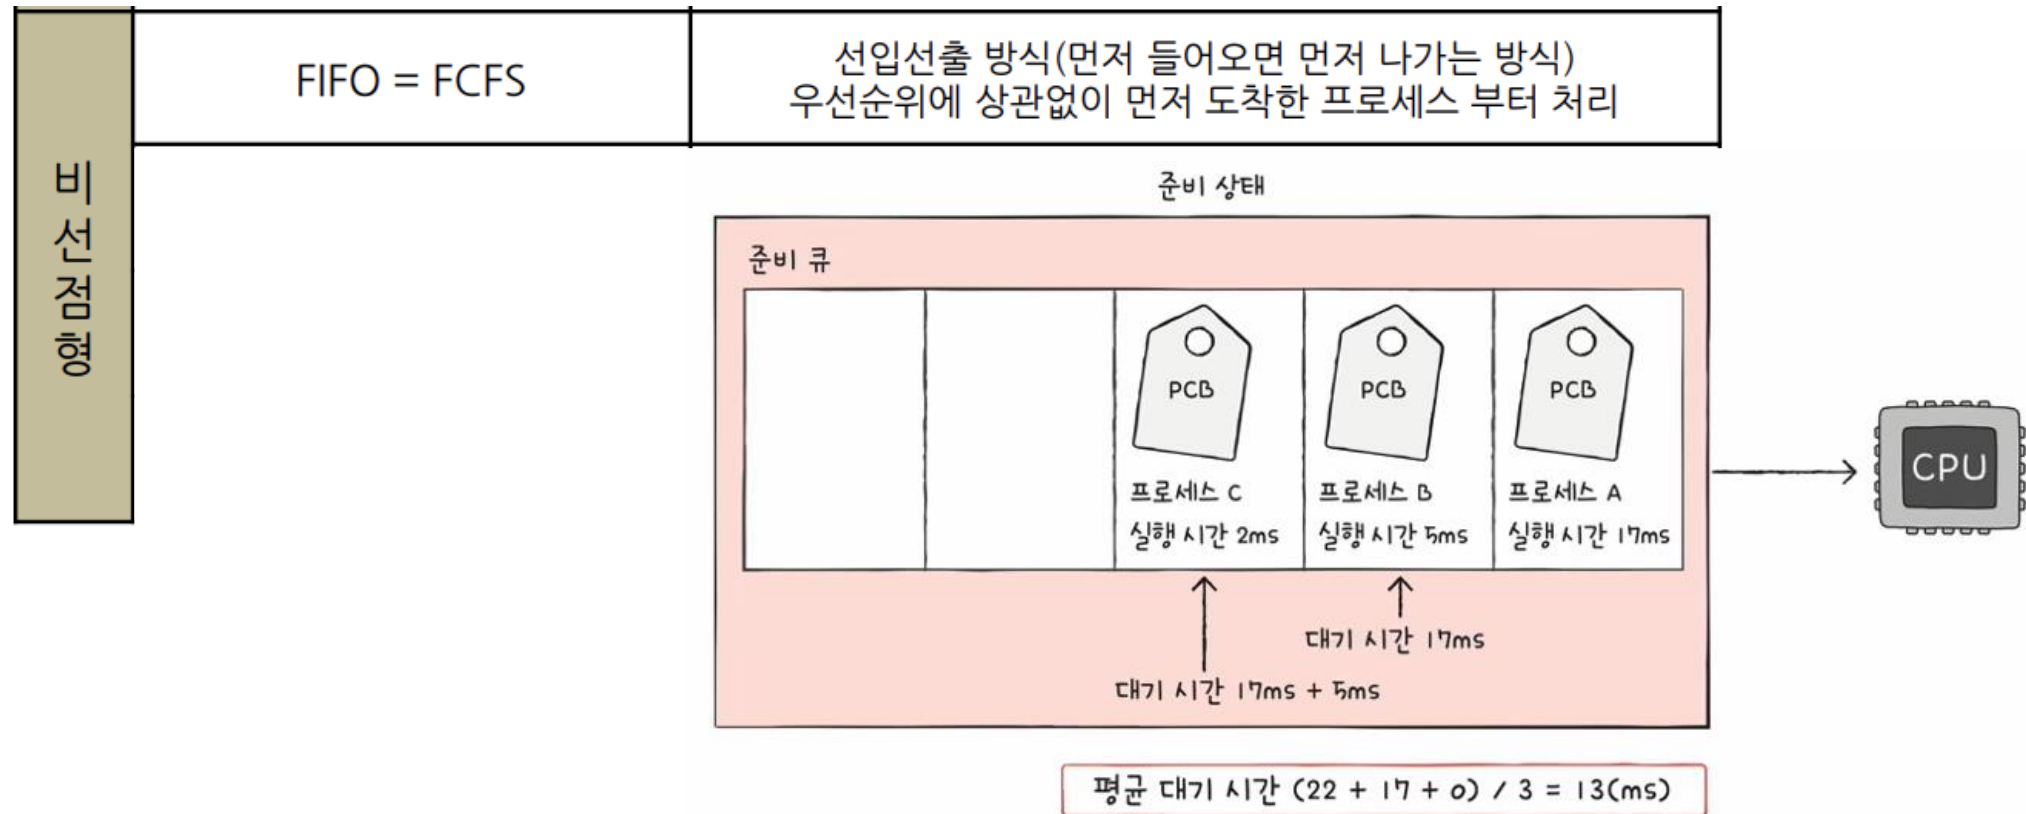 비선점형
FIFO = FCFS
선입선출 방식(먼저 들어오면 먼저 나가는 방식)
우선순위에 상관없이 먼저 도착한 프로세스 부터 처리
준비 상태
준비 큐
PCB
PCB
PCB
프로세스 C
실행 시간 2ms
프로세스 B
실행 시간 5ms
프로세스 A
실행 시간 17ms
CPU
대기 시간 17ms
대기 시간 17ms + 5ms
평균 대기 시간 (22 + 17 + 0) / 3 = 13(ms)